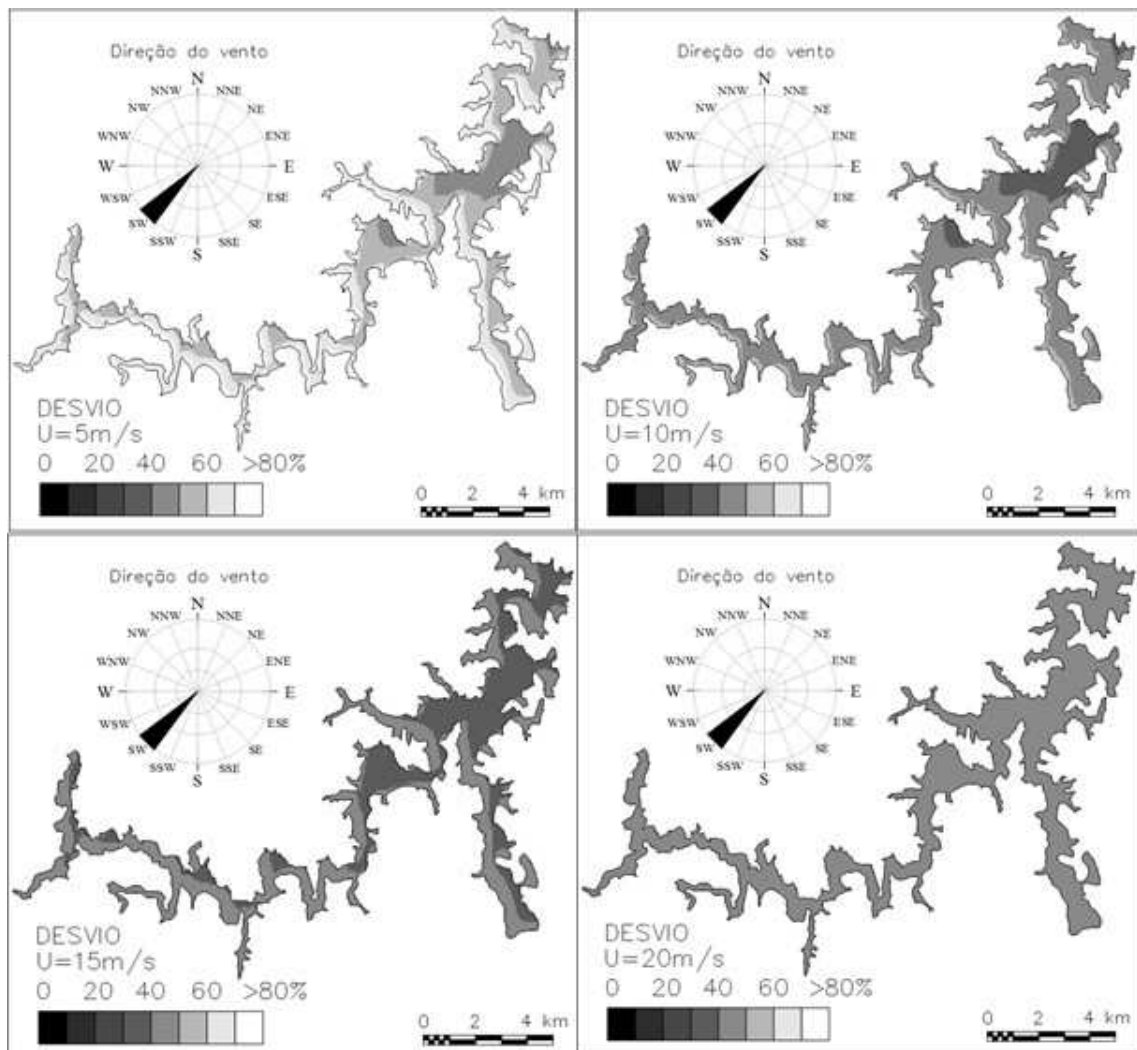 Direção do vento
N
NNW NNE
NW NE
WNW ENE
W E
WSW ESE
SW SE
SSW SSE
S
DESVIO
U=5m/s
0 20 40 60 >80%
0 2 4 km
Direção do vento
N
NNW NNE
NW NE
WNW ENE
W E
WSW ESE
SW SE
SSW SSE
S
DESVIO
U=10m/s
0 20 40 60 >80%
0 2 4 km
Direção do vento
N
NNW NNE
NW NE
WNW ENE
W E
WSW ESE
SW SE
SSW SSE
S
DESVIO
U=15m/s
0 20 40 60 >80%
0 2 4 km
Direção do vento
N
NNW NNE
NW NE
WNW ENE
W E
WSW ESE
SW SE
SSW SSE
S
DESVIO
U=20m/s
0 20 40 60 >80%
0 2 4 km